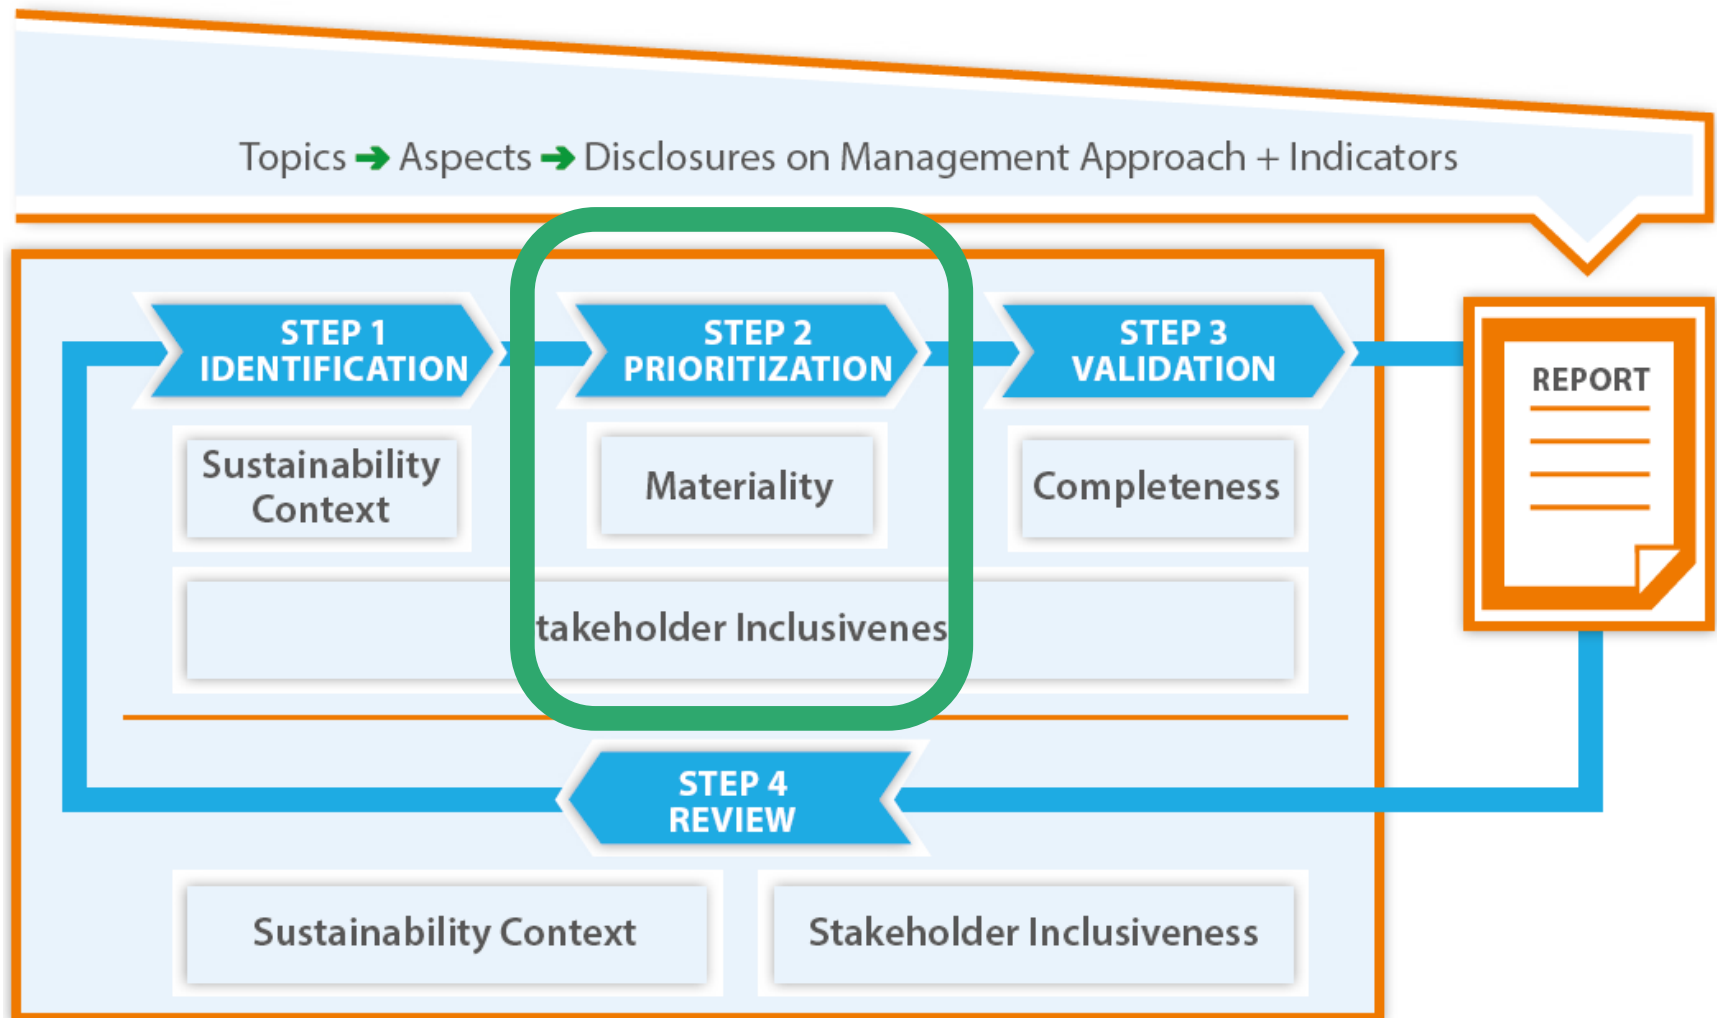 Topics → Aspects → Disclosures on Management Approach + Indicators
STEP 1
IDENTIFICATION
STEP 2
PRIORITIZATION
STEP 3
VALIDATION
REPORT
Sustainability
Context
Materiality
Completeness
takeholder Inclusivenes
STEP 4
REVIEW
Sustainability Context
Stakeholder Inclusiveness